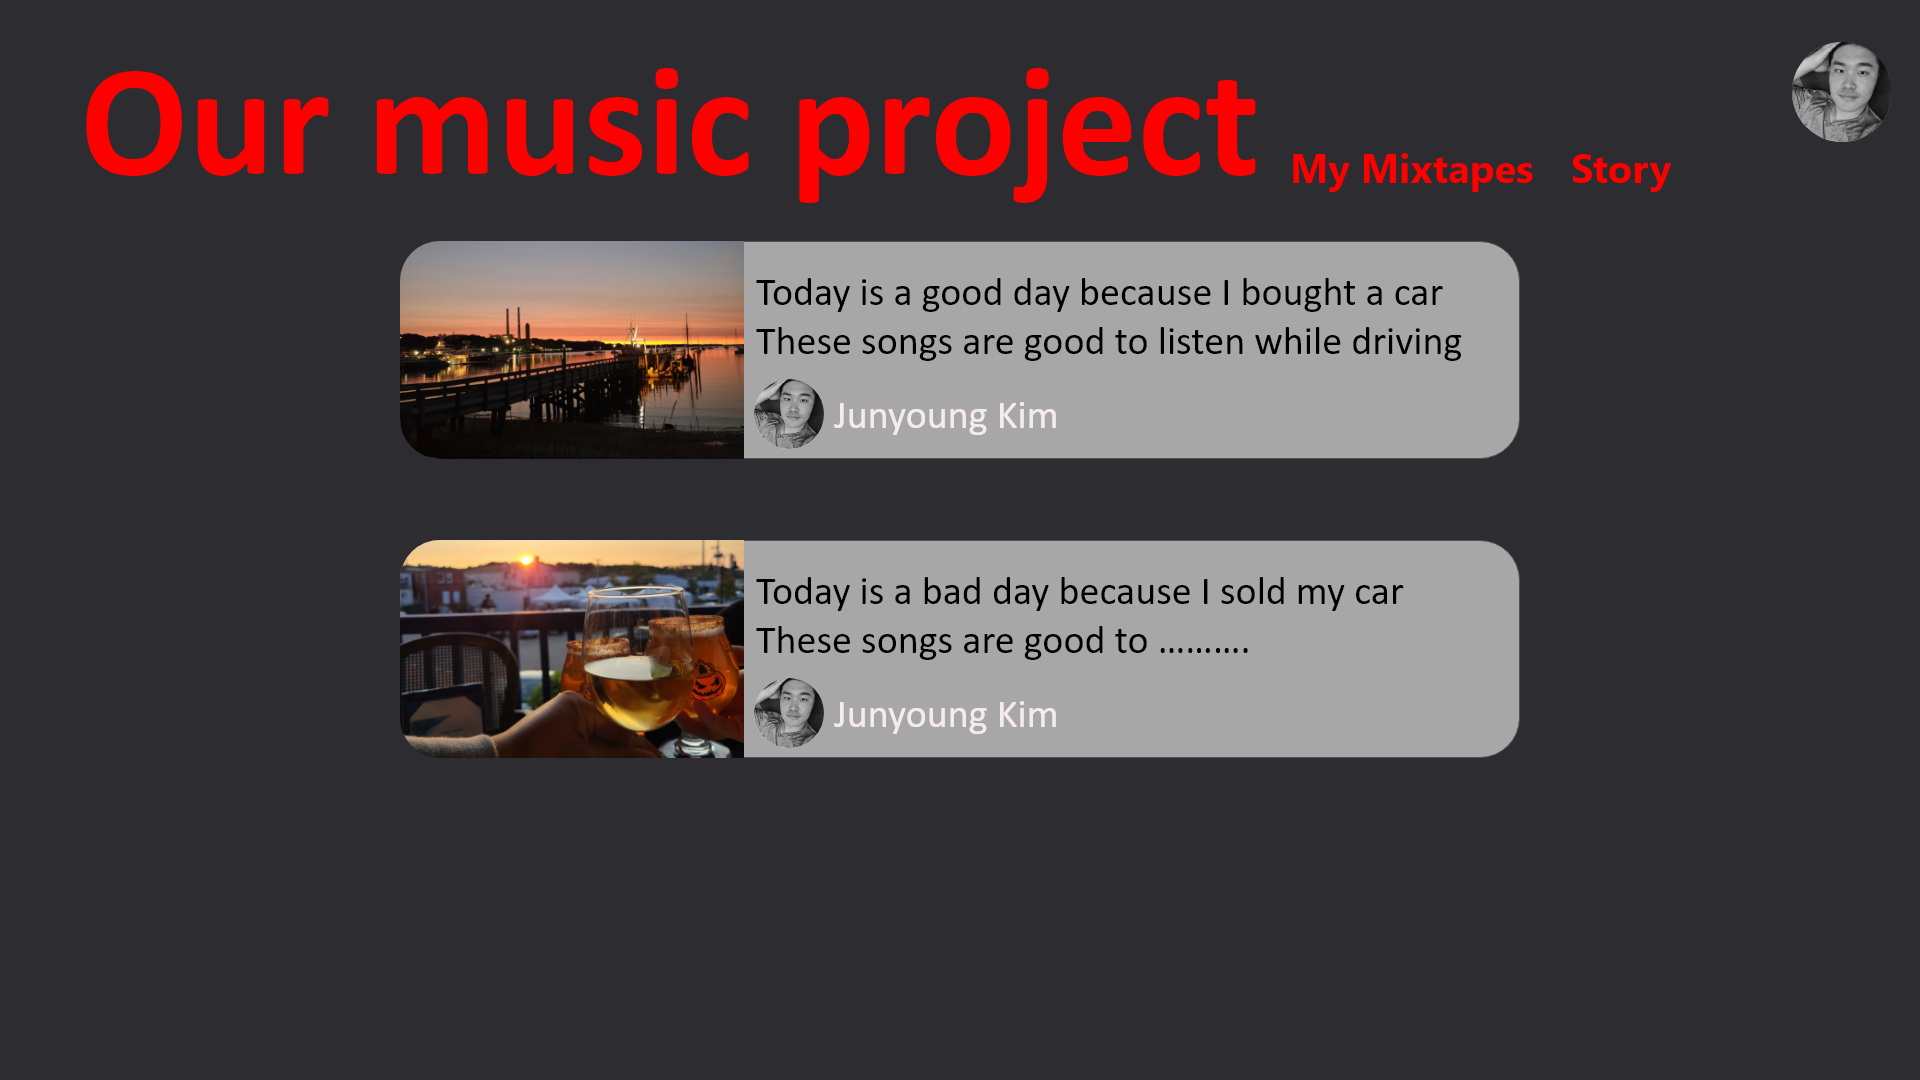 Our music project My Mixtapes Story
Today is a good day because I bought a car
These songs are good to listen while driving
Junyoung Kim
Today is a bad day because I sold my car
These songs are good to ..........
Junyoung Kim